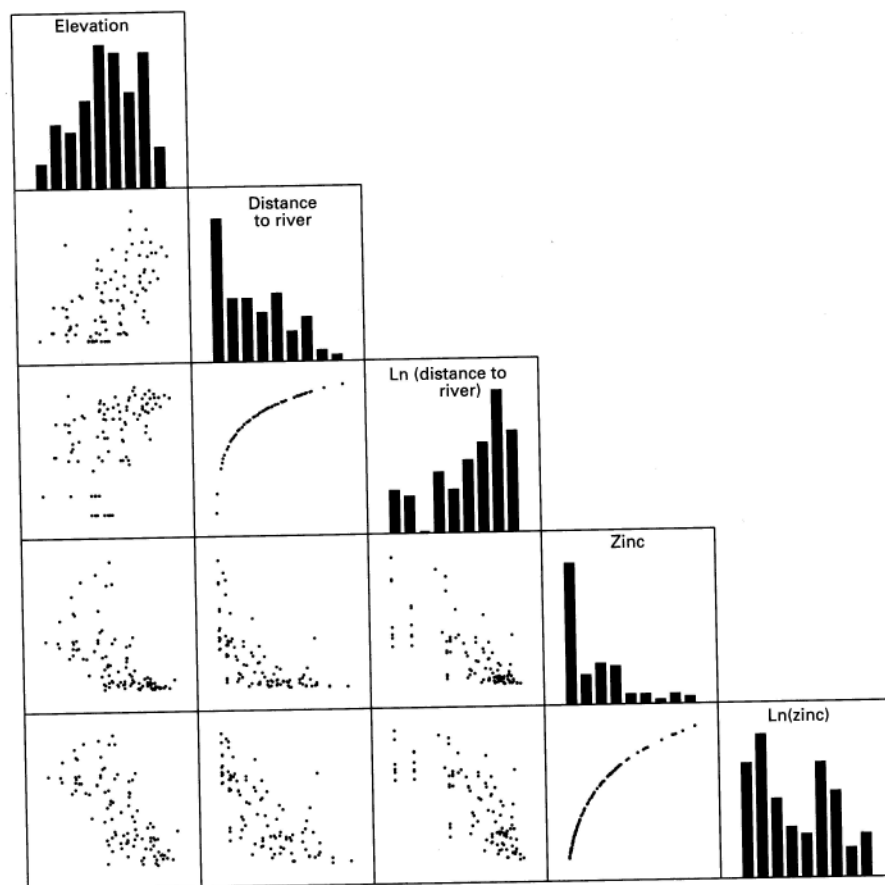 Elevation
Distance
to river
Ln (distance to
river)
Zinc
Ln(zinc)